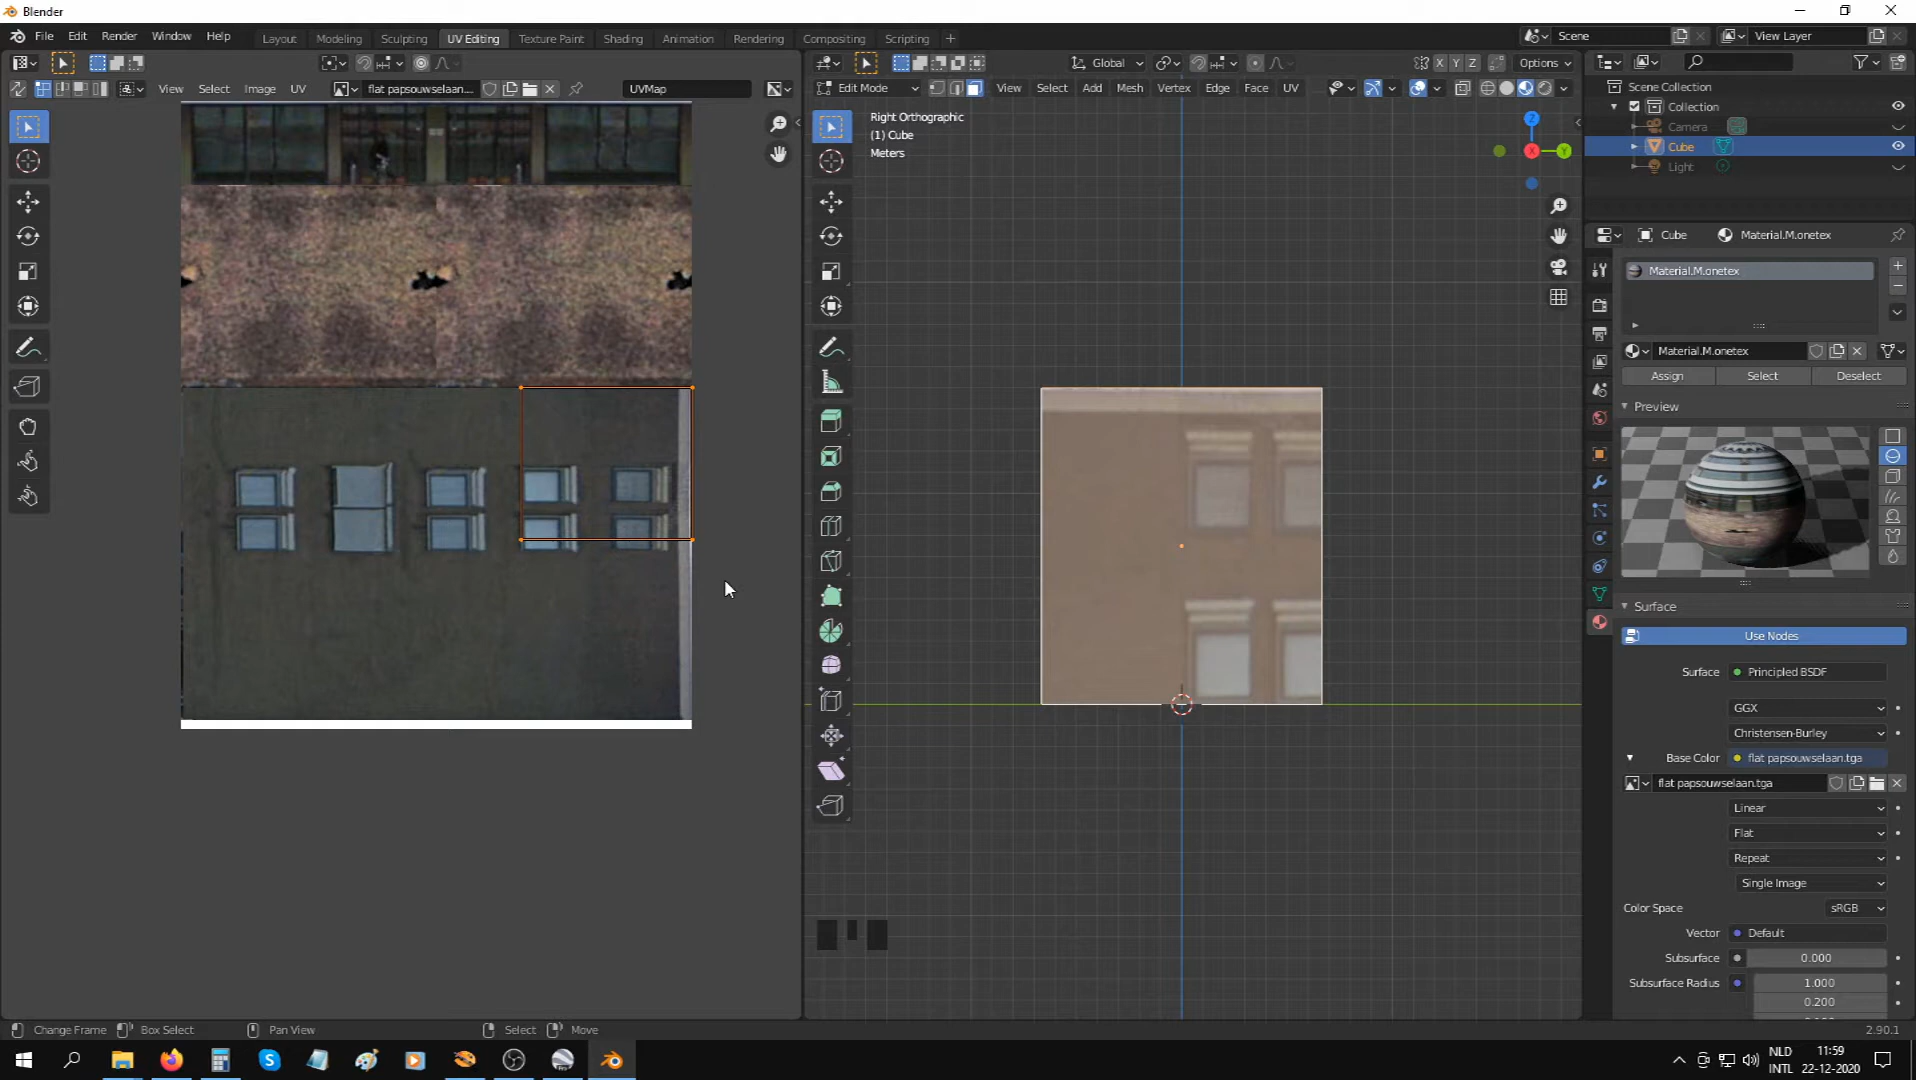 Blender
File Edit Render Window Help
Layout Modeling Sculpting UV Editing Texture Paint Shading Animation Rendering Compositing Scripting +
Scene
View Layer
Global
X Y Z
Options
View Select Image UV
flat papsouwselaan...
UVMap
Edit Mode
View Select Add Mesh Vertex Edge Face UV
Right Orthographic
(1) Cube
Meters
Z
X
Y
Scene Collection
Collection
Camera
Cube
Light
Cube
Material.M.onetex
Material.M.onetex
Material.M.onetex
Assign
Select
Deselect
Preview
Surface
Use Nodes
Surface
Principled BSDF
GGX
Christensen-Burley
Base Color
flat papsouwselaan.tga
flat papsouwselaan.tga
Linear
Flat
Repeat
Single Image
Color Space
sRGB
Vector
Default
Subsurface
0.000
Subsurface Radius
1.000
0.200
Change Frame
Box Select
Pan View
Select
Move
2.90.1
NLD
INTL
11:59
22-12-2020